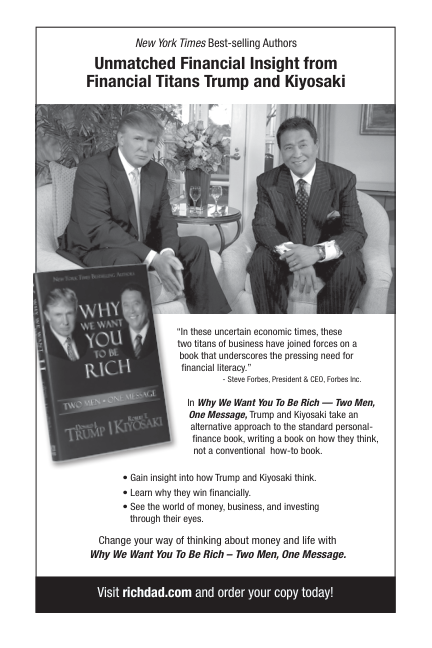 New York Times Best-selling Authors
Unmatched Financial Insight from
Financial Titans Trump and Kiyosaki
NEW YORK TIMES BESTSELLING AUTHORS
WHY
WE WANT
YOU
TO BE
RICH
TWO MEN • ONE MESSAGE
DONALD J. TRUMP | ROBERT T. KIYOSAKI
“In these uncertain economic times, these
two titans of business have joined forces on a
book that underscores the pressing need for
financial literacy.”
- Steve Forbes, President & CEO, Forbes Inc.
In Why We Want You To Be Rich — Two Men,
One Message, Trump and Kiyosaki take an
alternative approach to the standard personal-
finance book, writing a book on how they think,
not a conventional how-to book.
• Gain insight into how Trump and Kiyosaki think.
• Learn why they win financially.
• See the world of money, business, and investing
through their eyes.
Change your way of thinking about money and life with
Why We Want You To Be Rich – Two Men, One Message.
Visit richdad.com and order your copy today!